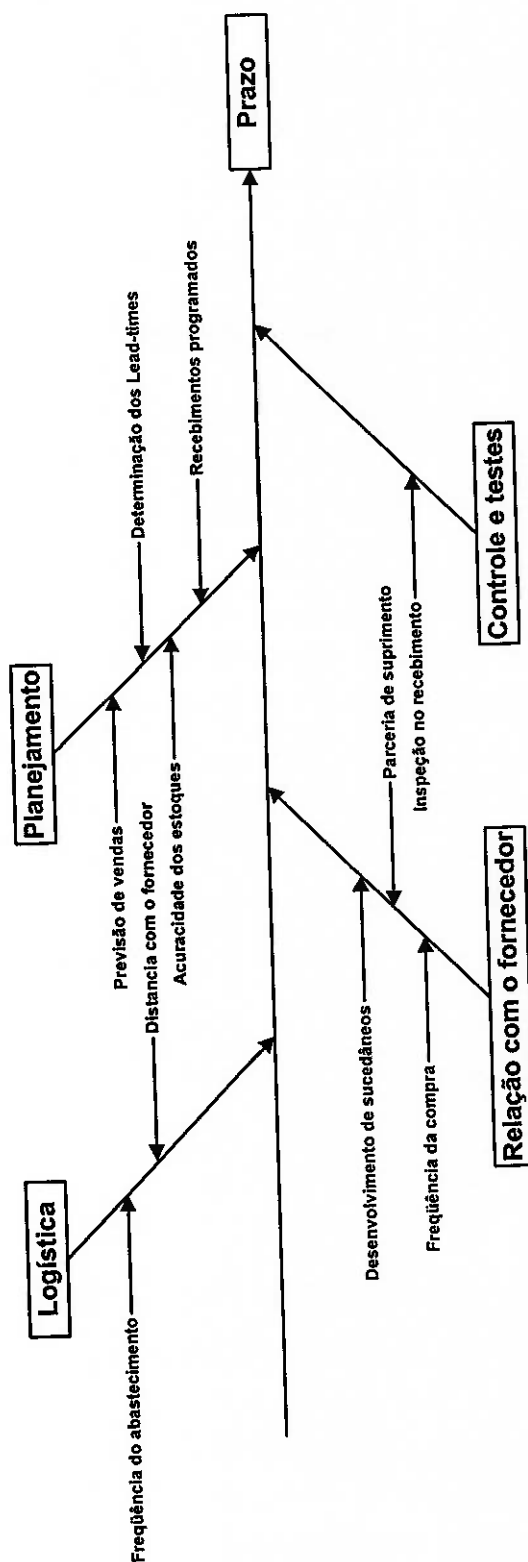 Logística
Planejamento
Freqüência do abastecimento
Distancia com o fornecedor
Previsão de vendas
Determinação dos Lead-times
Acuracidade dos estoques
Recebimentos programados
Prazo
Desenvolvimento de sucedâneos
Parceria de suprimento
Freqüência da compra
Inspeção no recebimento
Relação com o fornecedor
Controle e testes